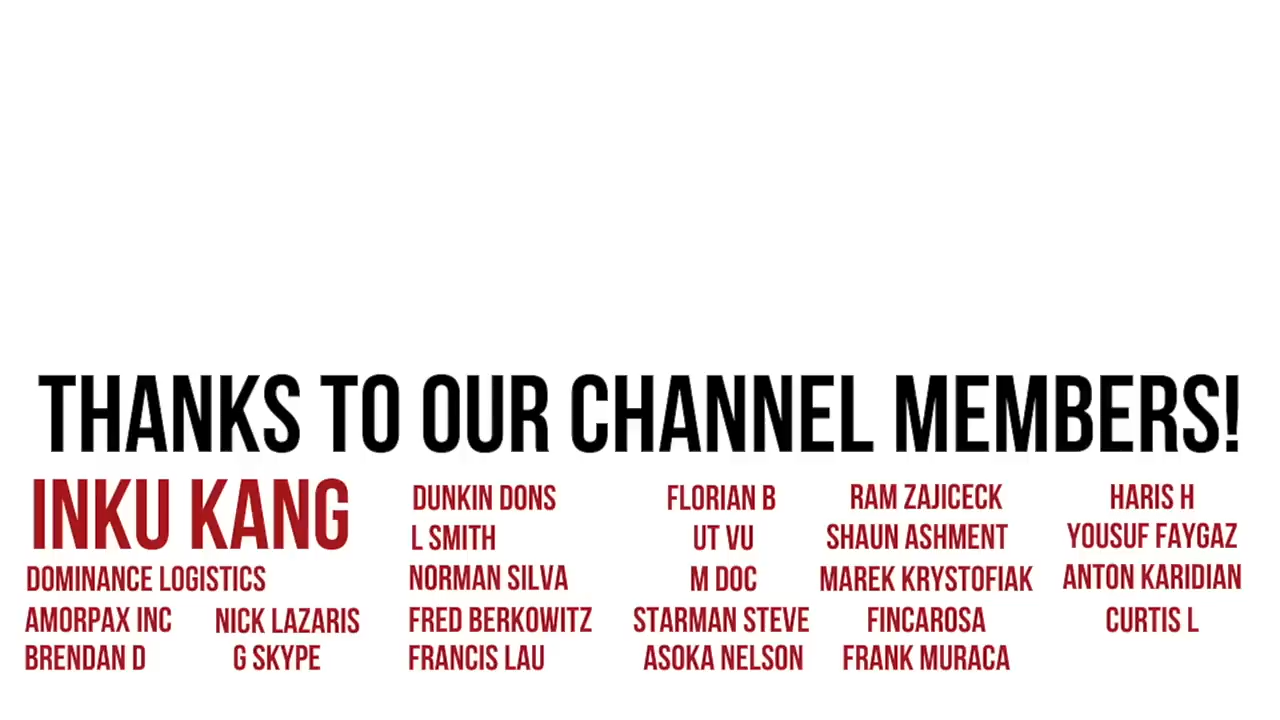 THANKS TO OUR CHANNEL MEMBERS!
INKU KANG
DOMINANCE LOGISTICS
AMORPAX INC
NICK LAZARIS
BRENDAN D
G SKYPE
DUNKIN DONS
L SMITH
NORMAN SILVA
FRED BERKOWITZ
FRANCIS LAU
FLORIAN B
UT VU
M DOC
STARMAN STEVE
ASOKA NELSON
RAM ZAJICECK
SHAUN ASHMENT
MAREK KRYSTOFIAK
FINCAROSA
FRANK MURACA
HARIS H
YOUSUF FAYGAZ
ANTON KARIDIAN
CURTIS L